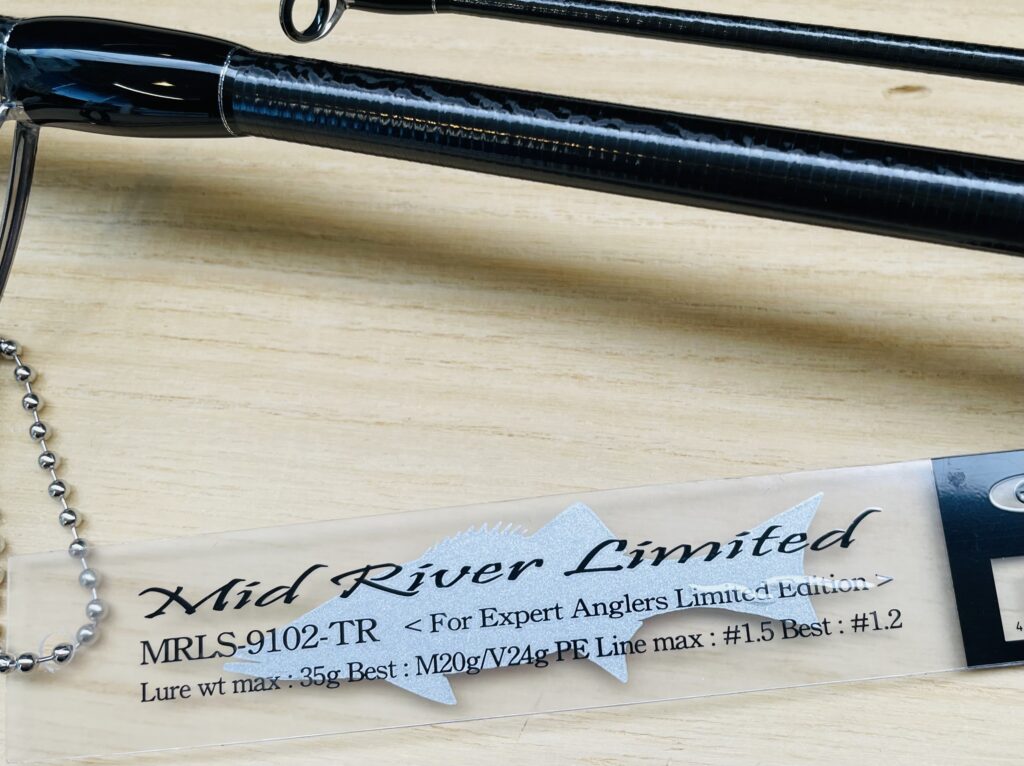 Mid River Limited
MRLS-9102-TR < For Expert Anglers Limited Edition >
Lure wt max : 35g Best : M20g/V24g PE Line max : #1.5 Best : #1.2
4